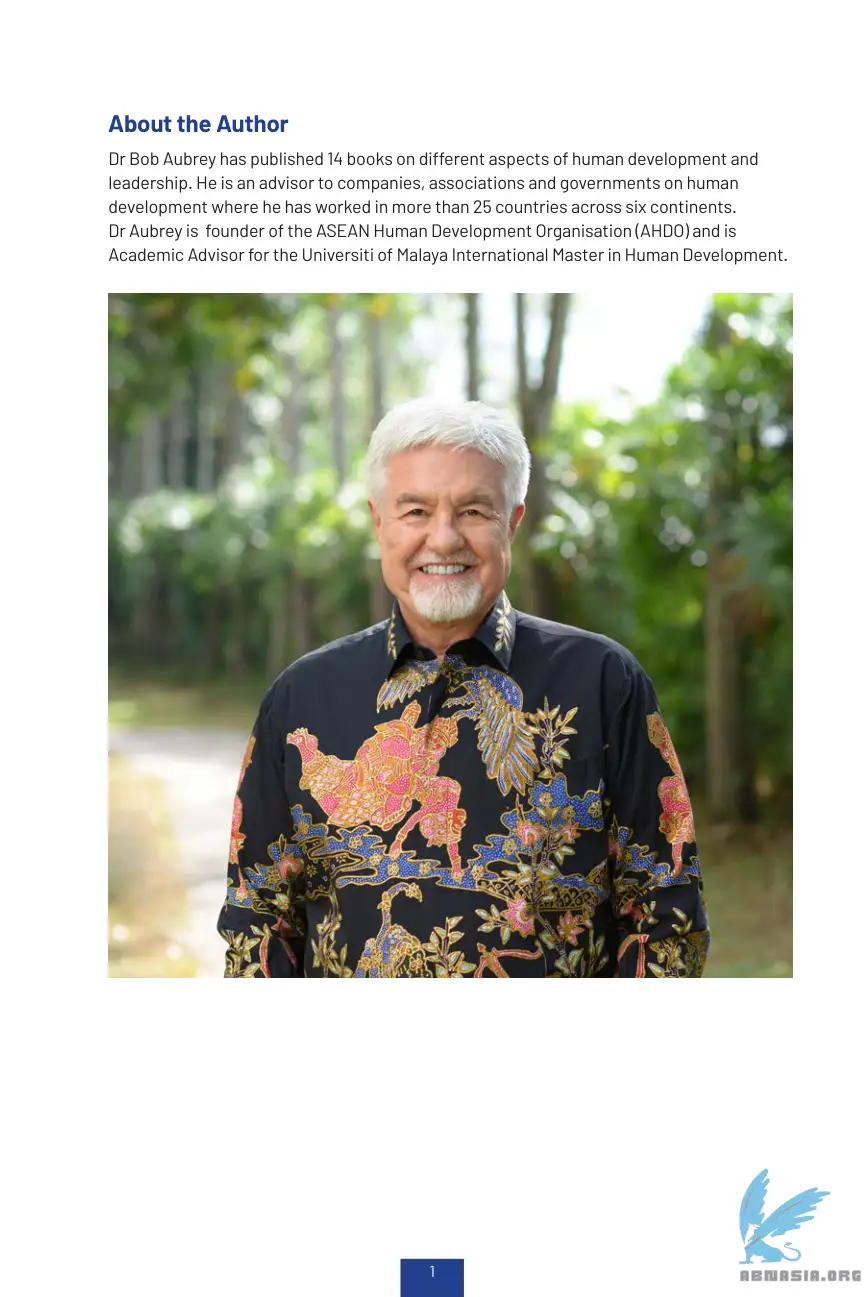 About the Author
Dr Bob Aubrey has published 14 books on different aspects of human development and
leadership. He is an advisor to companies, associations and governments on human
development where he has worked in more than 25 countries across six continents.
Dr Aubrey is  founder of the ASEAN Human Development Organisation (AHDO) and is
Academic Advisor for the Universiti of Malaya International Master in Human Development.
1
ABNASIA.ORG